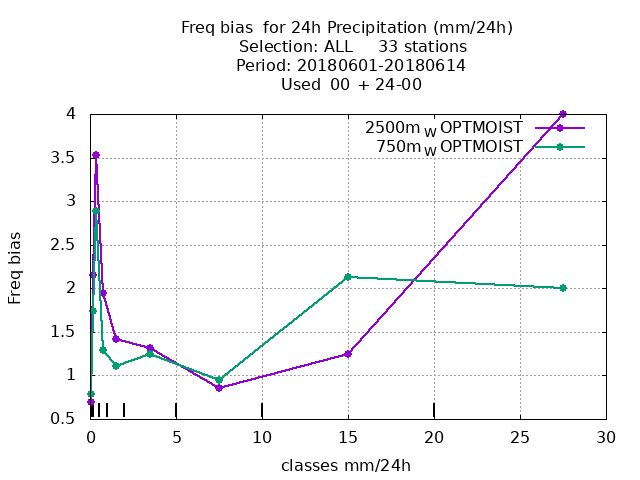 Freq bias  for 24h Precipitation (mm/24h)
Selection: ALL     33 stations
Period: 20180601-20180614
Used  00 + 24-00
2500m W OPTMOIST
750m W OPTMOIST
4
3.5
3
2.5
2
1.5
1
0.5
Freq bias
0 5 10 15 20 25 30
classes mm/24h